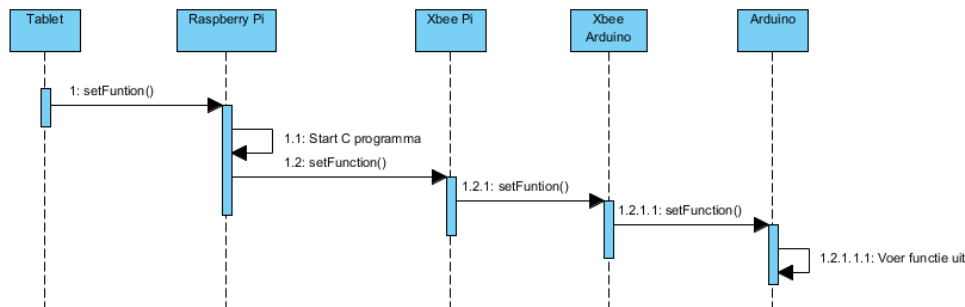 Tablet
Raspberry Pi
Xbee Pi
Xbee
Arduino
Arduino
1: setFuntion()
1.1: Start C programma
1.2: setFunction()
1.2.1: setFuntion()
1.2.1.1: setFunction()
1.2.1.1.1: Voer functie uit